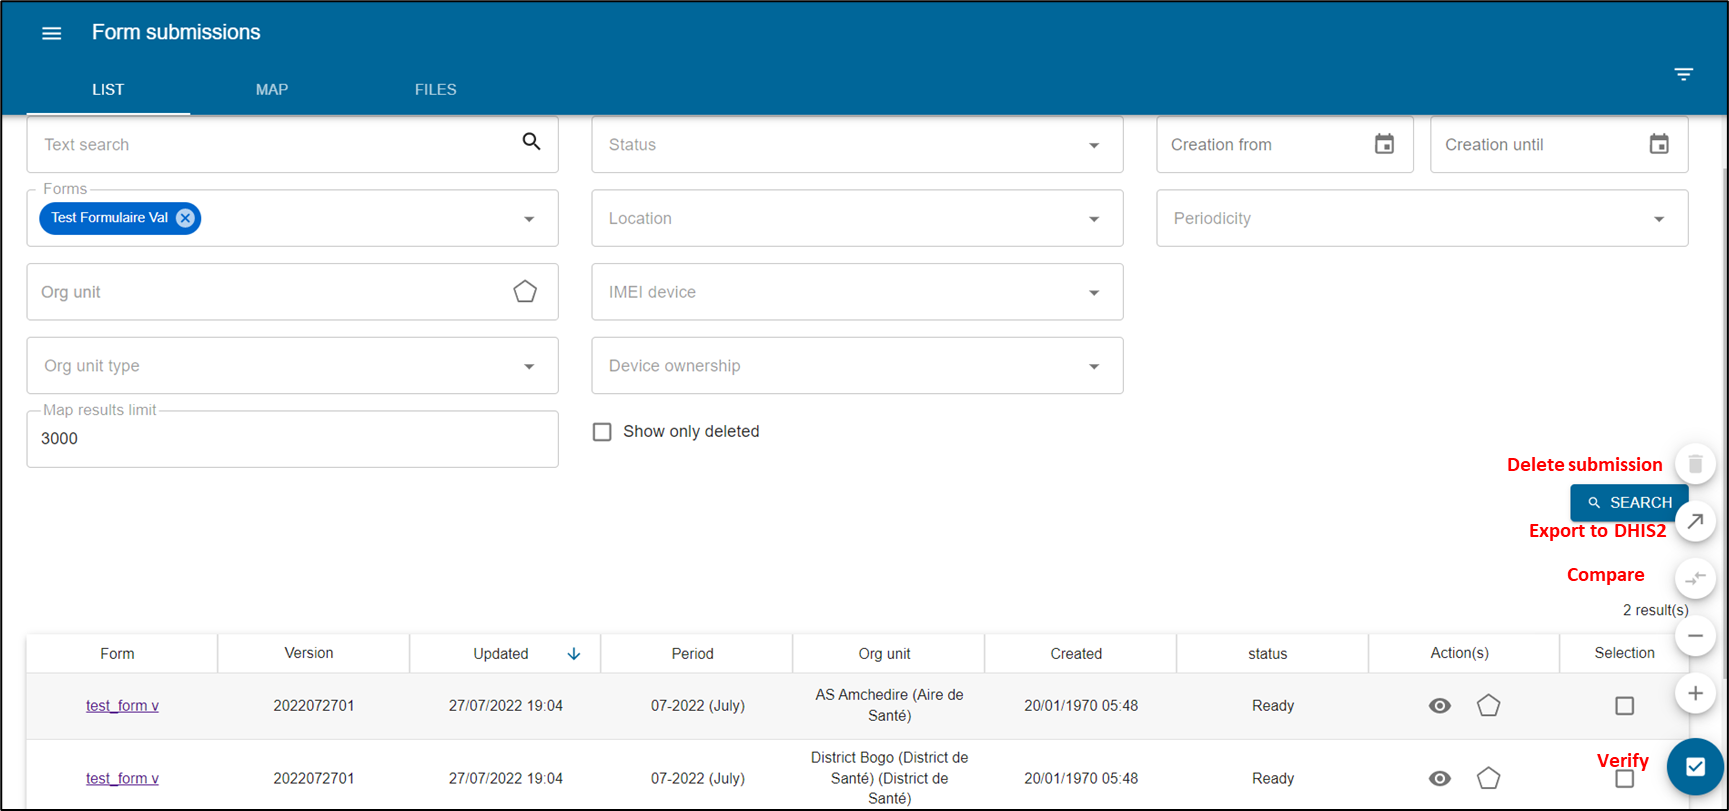 Form submissions
LIST MAP FILES
Text search Status Creation from Creation until
Forms
Test Formulaire Val Location Periodicity
Org unit IMEI device
Org unit type Device ownership
Map results limit
3000 Show only deleted
Delete submission
SEARCH
Export to DHIS2
Compare
2 result(s)
Form Version Updated Period Org unit Created status Action(s) Selection
test_form v 2022072701 27/07/2022 19:04 07-2022 (July) AS Amchedire (Aire de Santé) 20/01/1970 05:48 Ready
Verify
test_form v 2022072701 27/07/2022 19:04 07-2022 (July) District Bogo (District de Santé) (District de Santé) 20/01/1970 05:48 Ready